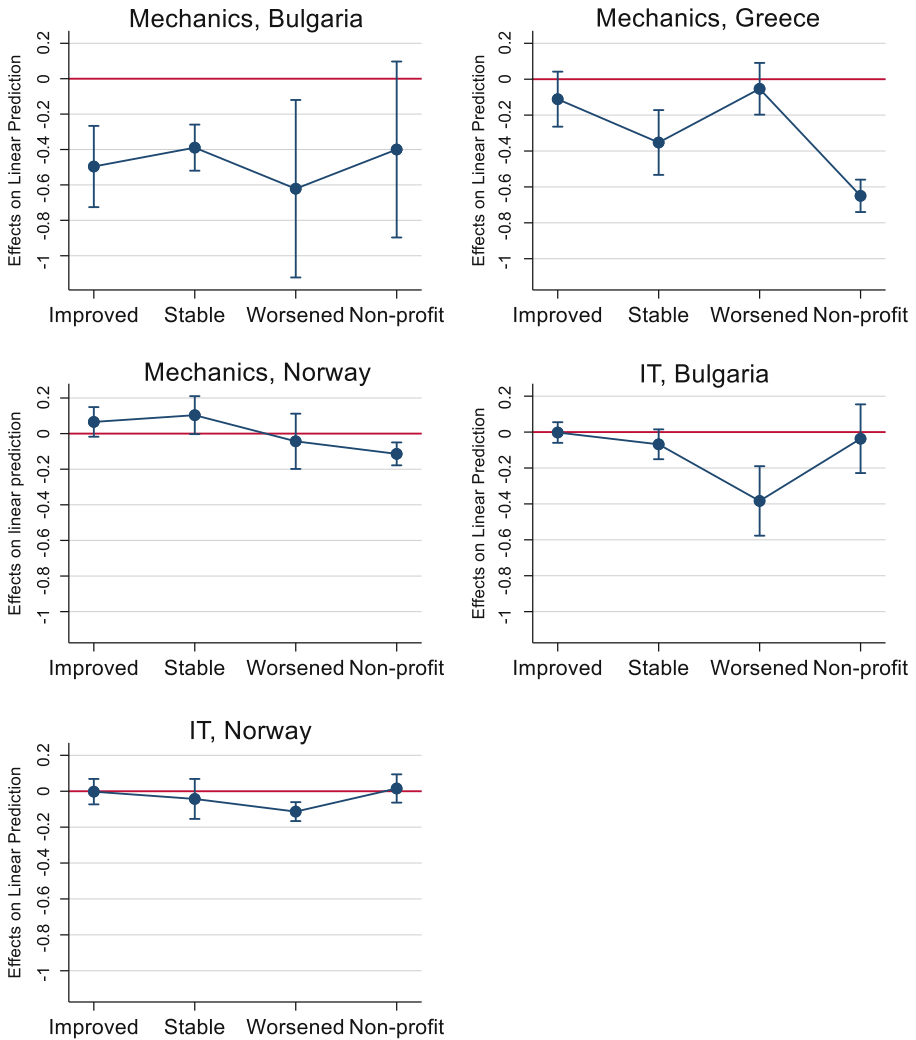 Mechanics, Bulgaria
Effects on Linear Prediction
0.2
0
-0.2
-0.4
-0.6
-0.8
-1
Improved Stable Worsened Non-profit
Mechanics, Greece
Effects on Linear Prediction
0.2
0
-0.2
-0.4
-0.6
-0.8
-1
Improved Stable Worsened Non-profit
Mechanics, Norway
Effects on linear prediction
0.2
0
-0.2
-0.4
-0.6
-0.8
-1
Improved Stable Worsened Non-profit
IT, Bulgaria
Effects on Linear Prediction
0.2
0
-0.2
-0.4
-0.6
-0.8
-1
Improved Stable Worsened Non-profit
IT, Norway
Effects on Linear Prediction
0.2
0
-0.2
-0.4
-0.6
-0.8
-1
Improved Stable Worsened Non-profit